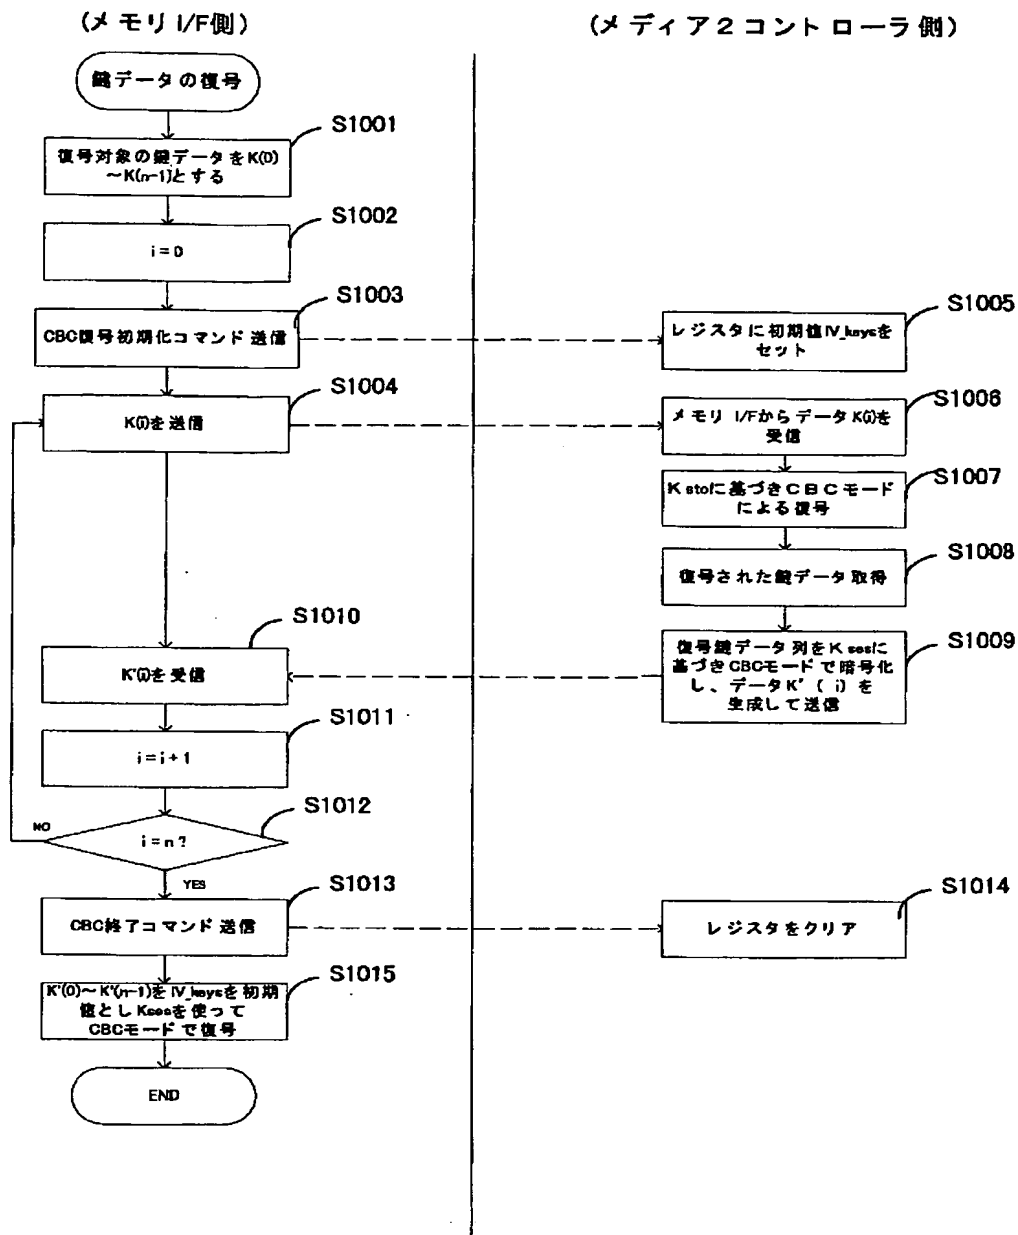 (メモリ I/F側)
(メディア2コントローラ側)
鍵データの復号
S1001
復号対象の鍵データをK(0)
～K(n-1)とする
S1002
i=0
S1003
CBC復号初期化コマンド送信
S1005
レジスタに初期値IV_keysを
セット
S1004
K(i)を送信
S1006
メモリ I/FからデータK(i)を
受信
S1007
K stoに基づきCBCモード
による復号
S1008
復号された鍵データ取得
S1009
復号鍵データ列をK sesに
基づきCBCモードで暗号化
し、データK'(i)を
生成して送信
S1010
K'(i)を受信
S1011
i=i+1
S1012
i=n?
NO
YES
S1013
CBC終了コマンド送信
S1014
レジスタをクリア
S1015
K'(0)～K'(n-1)をIV_keysを初期
値としKsesを使って
CBCモードで復号
END